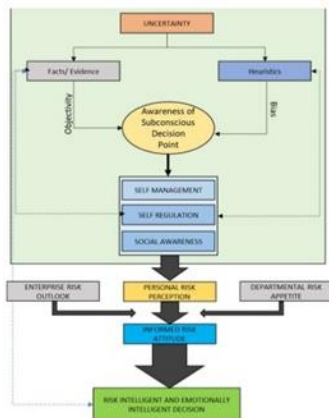 UNCERTAINTY
Facts/ Evidence
Heuristics
Objectivity
Bias
Awareness of
Subconscious
Decision
Point
SELF MANAGEMENT
SELF REGULATION
SOCIAL AWARENESS
ENTERPRISE RISK
OUTLOOK
PERSONAL RISK
PERCEPTION
DEPARTMENTAL RISK
APPETITE
INFORMED RISK
ATTITUDE
RISK INTELLIGENT AND EMOTIONALLY
INTELLIGENT DECISION